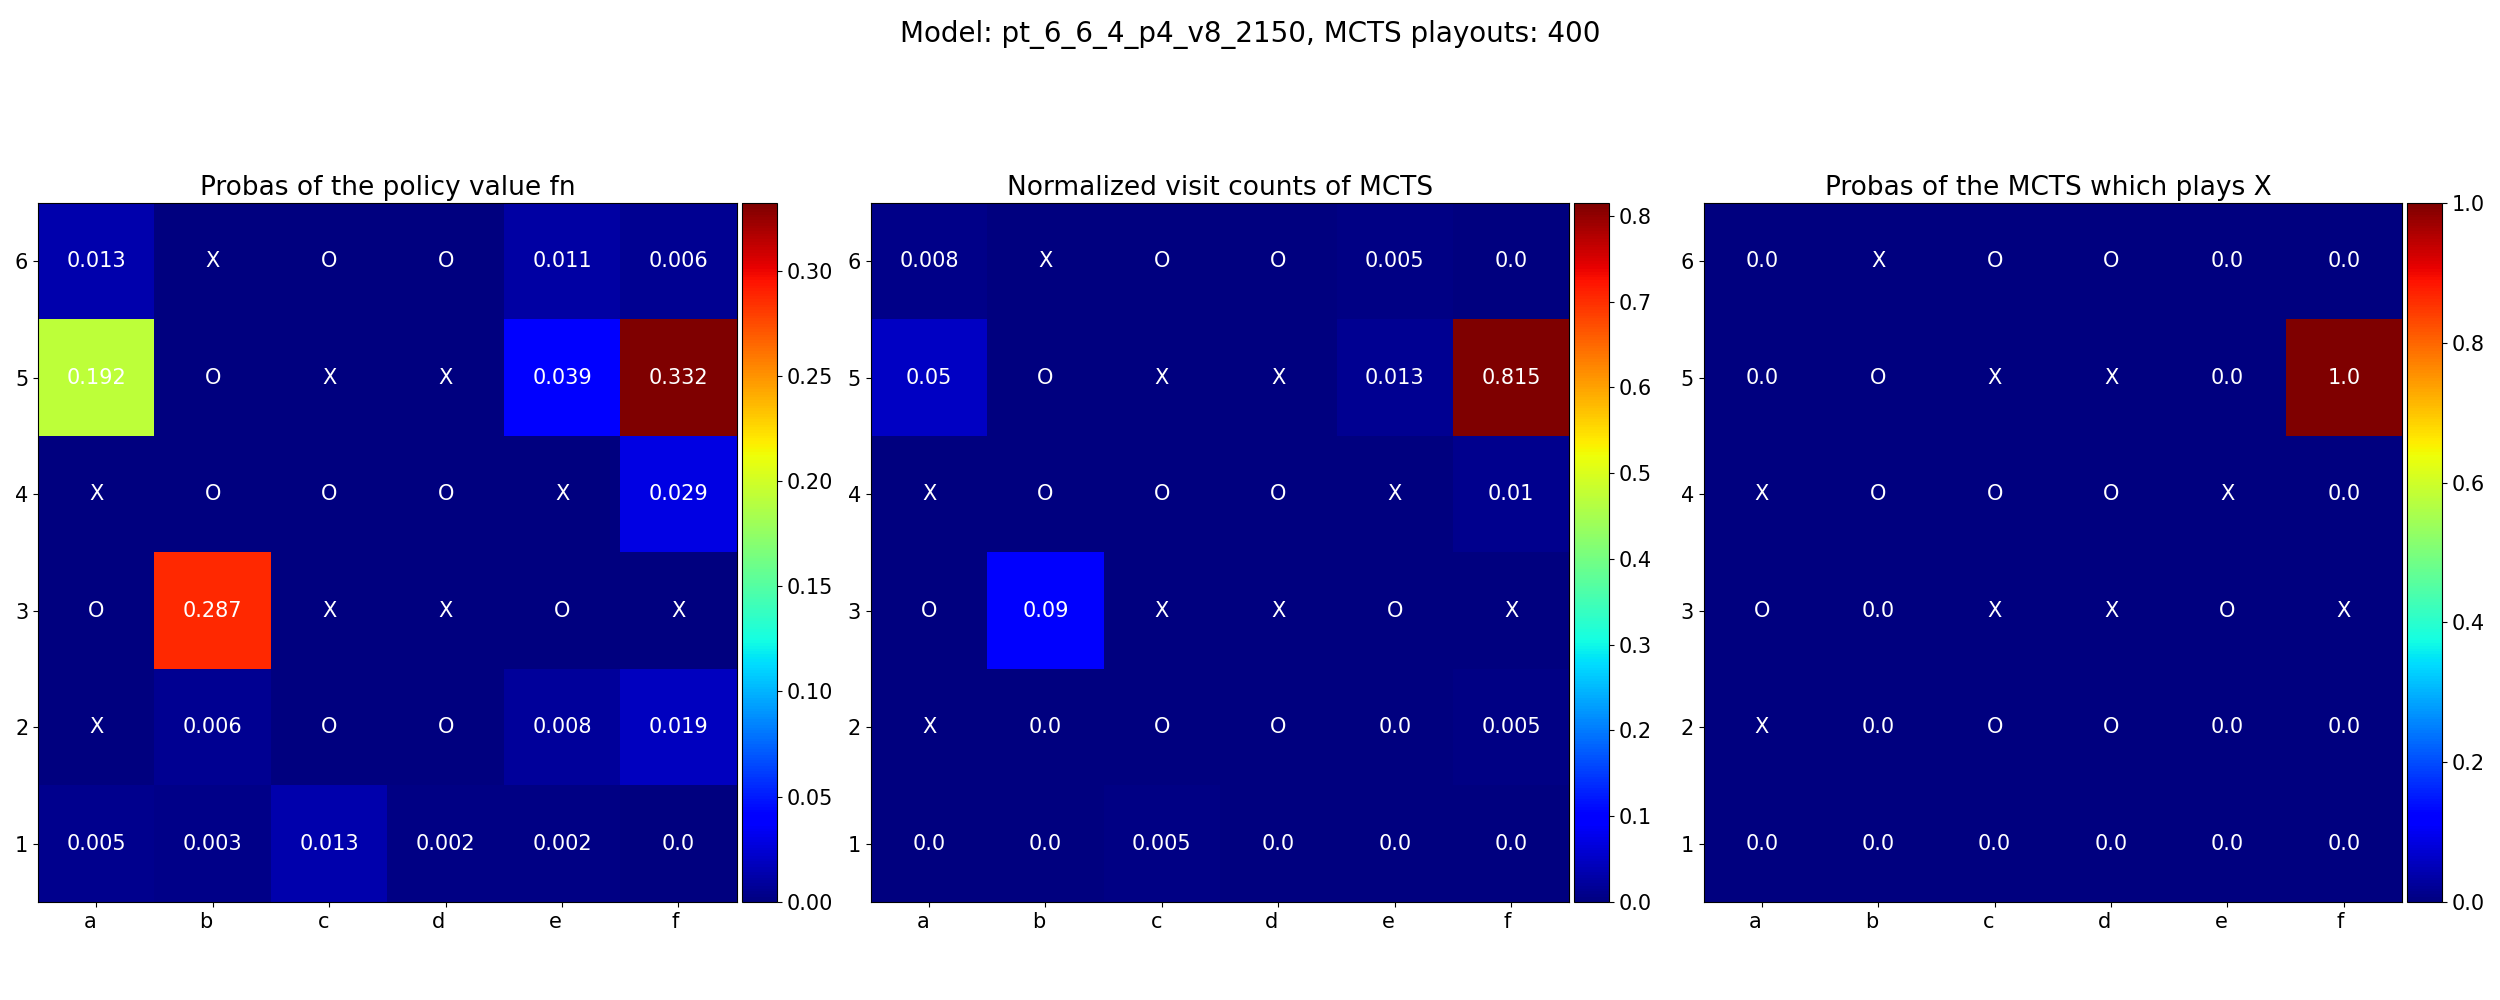 Model: pt_6_6_4_p4_v8_2150, MCTS playouts: 400
Probas of the policy value fn
6 0.013 X O O 0.011 0.006
5 0.192 O X X 0.039 0.332
4 X O O O X 0.029
3 O 0.287 X X O X
2 X 0.006 O O 0.008 0.019
1 0.005 0.003 0.013 0.002 0.002 0.0
a b c d e f
0.30
0.25
0.20
0.15
0.10
0.05
0.00
Normalized visit counts of MCTS
6 0.008 X O O 0.005 0.0
5 0.05 O X X 0.013 0.815
4 X O O O X 0.01
3 O 0.09 X X O X
2 X 0.0 O O 0.0 0.005
1 0.0 0.0 0.005 0.0 0.0 0.0
a b c d e f
0.8
0.7
0.6
0.5
0.4
0.3
0.2
0.1
0.0
Probas of the MCTS which plays X
6 0.0 X O O 0.0 0.0
5 0.0 O X X 0.0 1.0
4 X O O O X 0.0
3 O 0.0 X X O X
2 X 0.0 O O 0.0 0.0
1 0.0 0.0 0.0 0.0 0.0 0.0
a b c d e f
1.0
0.8
0.6
0.4
0.2
0.0